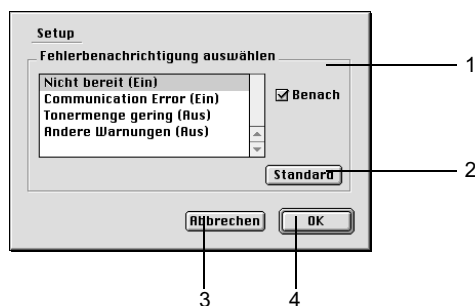 Setup
Fehlerbenachrichtigung auswählen
1
Nicht bereit (Ein)
Communication Error (Ein)
Tonermenge gering (Aus)
Andere Warnungen (Aus)
Benach
Standard
2
Abbrechen
OK
3
4